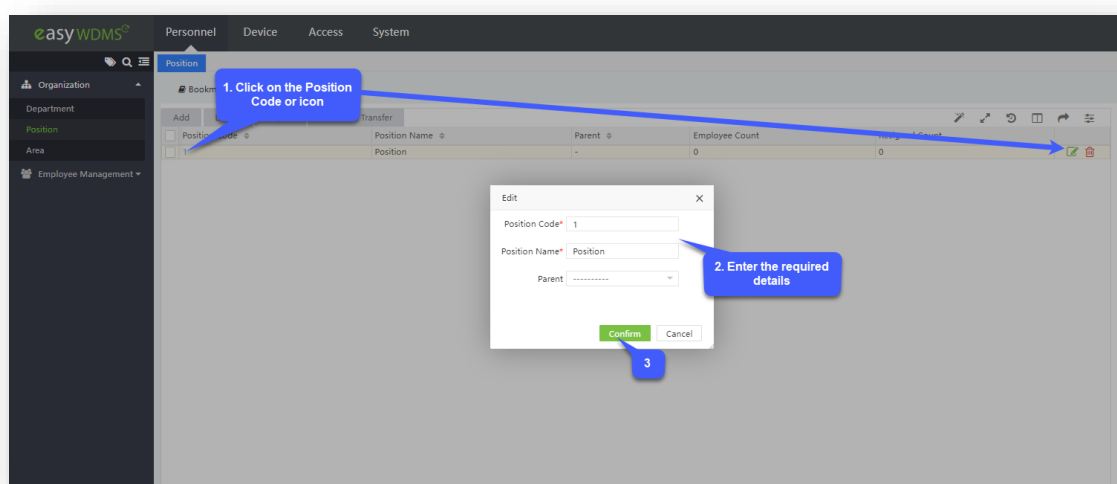 easy WDMS
Personnel Device Access System
Position
Organization
Department
Position
Area
Employee Management
1. Click on the Position
Code or icon
Add Transfer
Position Name Parent Employee Count
1 Position - 0 0
Edit
Position Code* 1
Position Name* Position
Parent ----------
Confirm Cancel
2. Enter the required
details
3